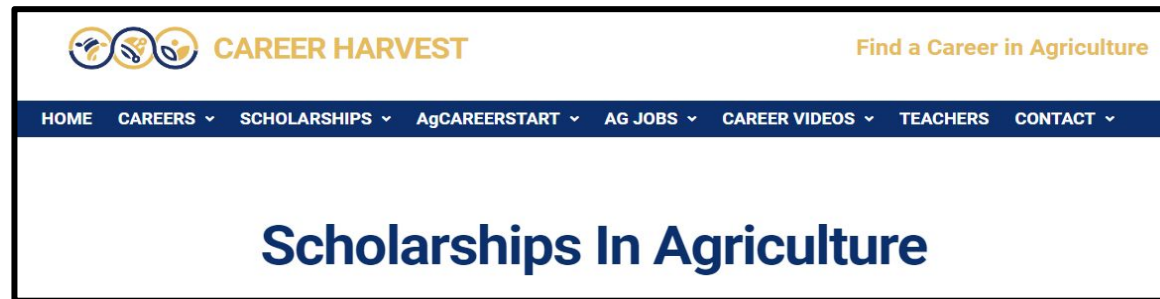 CAREER HARVEST
Find a Career in Agriculture
HOME CAREERS SCHOLARSHIPS AgCAREERSTART AG JOBS CAREER VIDEOS TEACHERS CONTACT
Scholarships In Agriculture